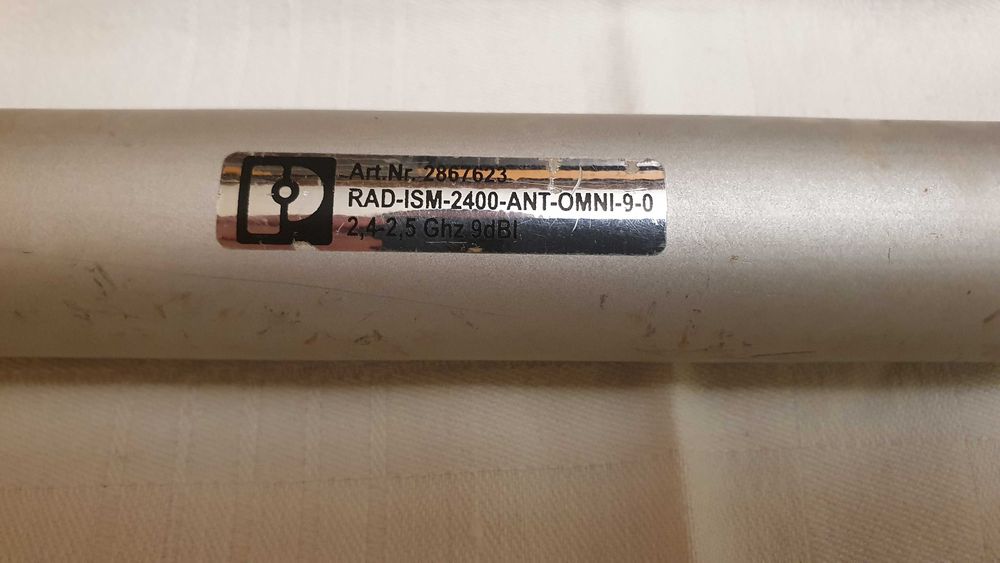 Art.Nr. 2867623
RAD-ISM-2400-ANT-OMNI-9-0
2,4-2,5 Ghz 9dBI